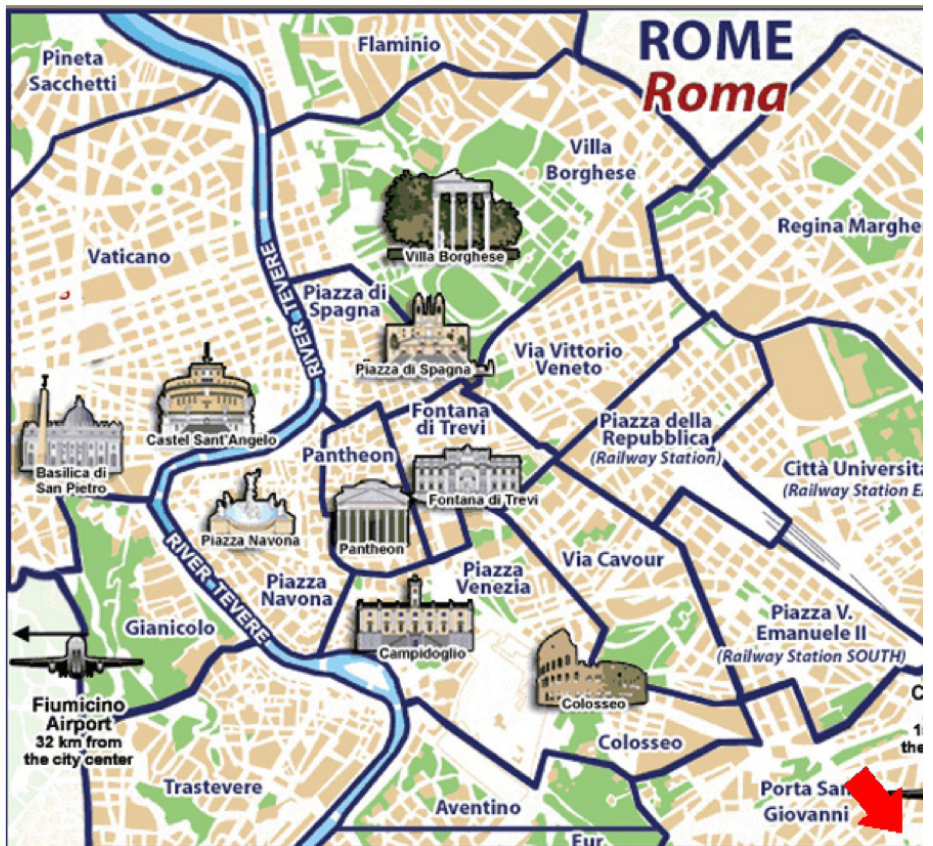 ROME
Roma
Flaminio
Pineta
Sacchetti
Villa
Borghese
Regina Marghe
Villa Borghese
Vaticano
RIVER TEVERE
RIVER TEVERE
Piazza di
Spagna
Piazza di Spagna
Via Vittorio
Veneto
Castel Sant'Angelo
Basilica di
San Pietro
Fontana
di Trevi
Piazza della
Repubblica
(Railway Station)
Pantheon
Città Universita
(Railway Station E
Fontana di Trevi
Piazza Navona
Pantheon
RIVER TEVERE
Piazza
Navona
Piazza
Venezia
Via Cavour
Gianicolo
Campidoglio
Piazza V.
Emanuele II
(Railway Station SOUTH)
Colosseo
Fiumicino
Airport
32 km from
the city center
C
1
the
Colosseo
Trastevere
Aventino
Porta San
Giovanni
Eur